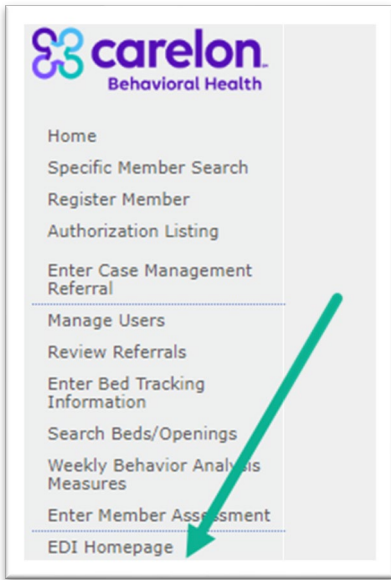 carelon
Behavioral Health
Home
Specific Member Search
Register Member
Authorization Listing
Enter Case Management
Referral
Manage Users
Review Referrals
Enter Bed Tracking
Information
Search Beds/Openings
Weekly Behavior Analysis
Measures
Enter Member Assessment
EDI Homepage